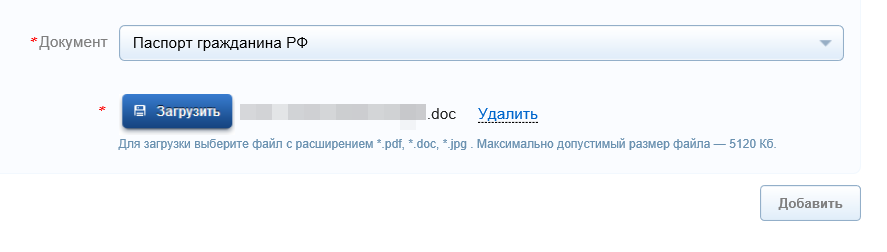 *Документ Паспорт гражданина РФ
* Загрузить .doc Удалить
Для загрузки выберите файл с расширением *.pdf, *.doc, *.jpg . Максимально допустимый размер файла — 5120 Кб.
Добавить